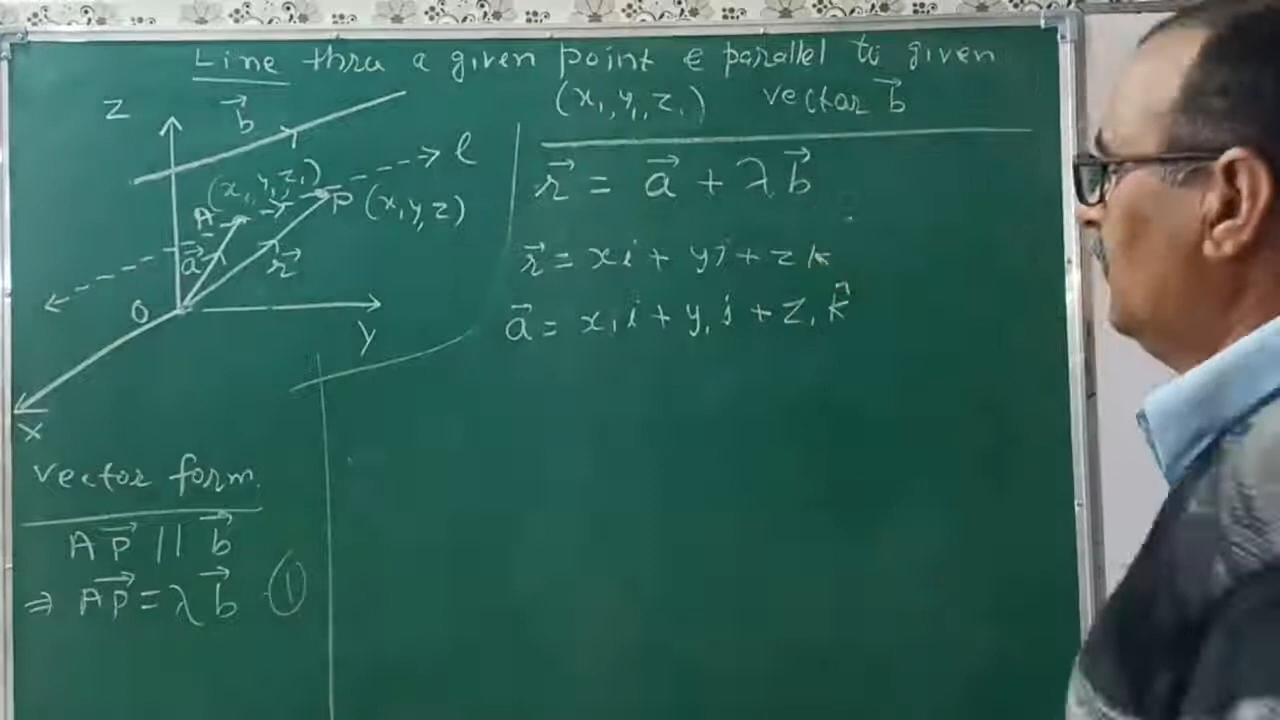 Line thru a given point & parallel to given
(x₁, y₁, z₁) vector b⃗
Z
b⃗
l
(x₁, y₁, z₁)
A
P (x, y, z)
a⃗
r⃗
O
y
X
r⃗ = a⃗ + λb⃗
r⃗ = xi + yj + zk
a⃗ = x₁i + y₁j + z₁k̂
vector form.
AP⃗ || b⃗
⇒ AP⃗ = λb⃗ ①